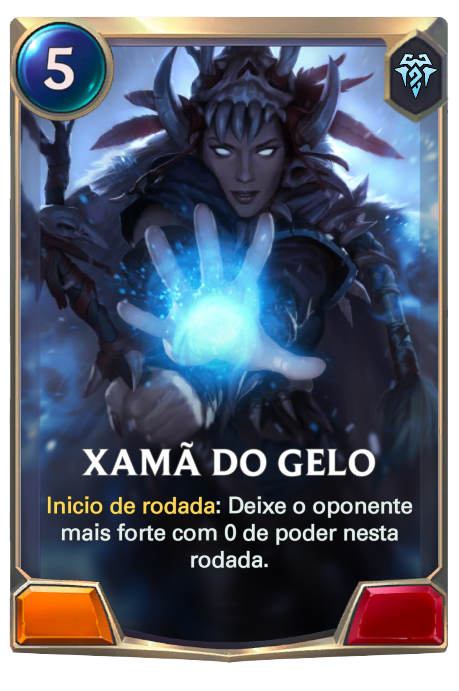 5
XAMÃ DO GELO
Inicio de rodada: Deixe o oponente
mais forte com 0 de poder nesta
rodada.